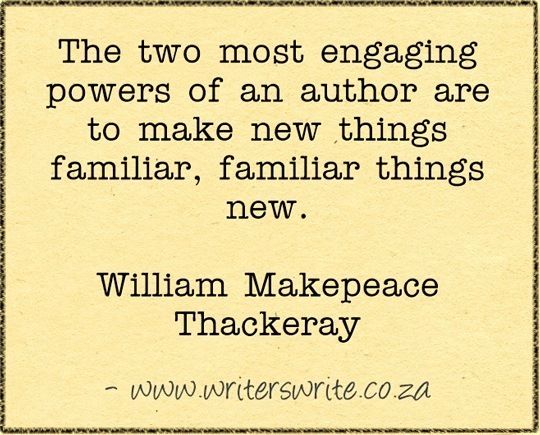 The two most engaging
powers of an author are
to make new things
familiar, familiar things
new.
William Makepeace
Thackeray
- www.writerswrite.co.za